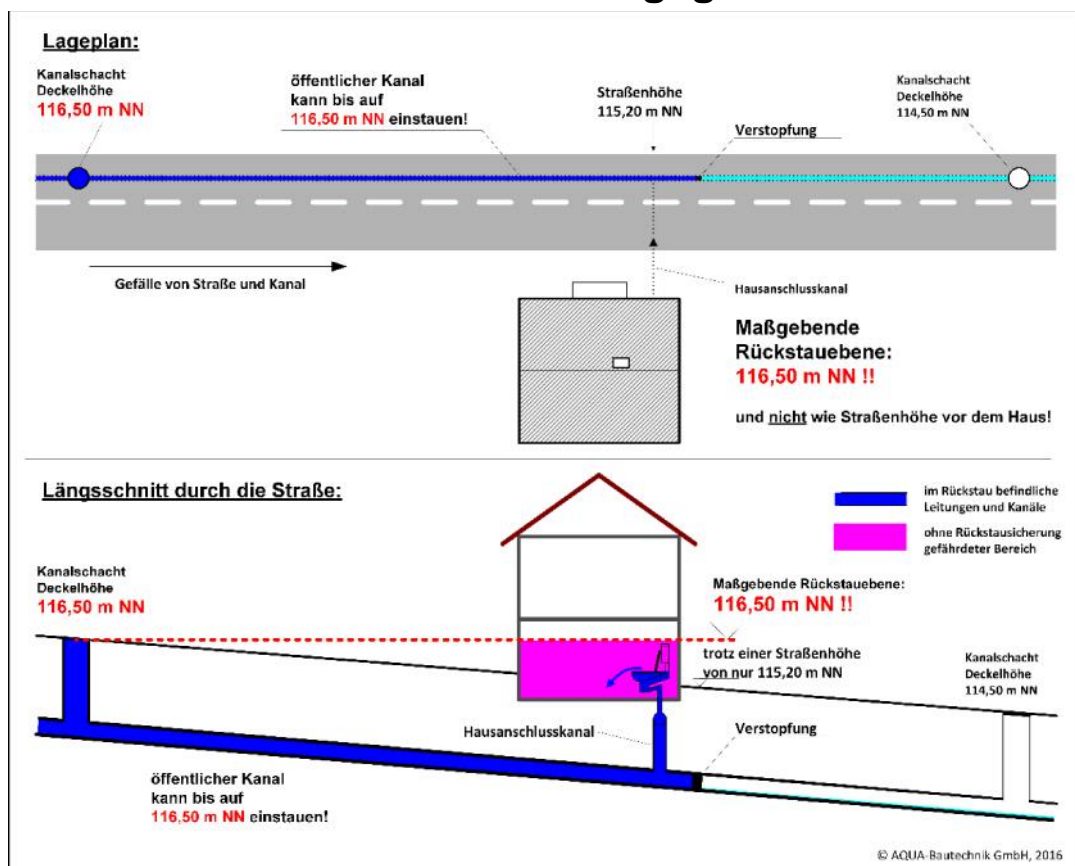 Lageplan:
Kanalschacht
Deckelhöhe
116,50 m NN
öffentlicher Kanal
kann bis auf
116,50 m NN einstauen!
Straßenhöhe
115,20 m NN
Verstopfung
Kanalschacht
Deckelhöhe
114,50 m NN
Gefälle von Straße und Kanal
Hausanschlusskanal
Maßgebende
Rückstauebene:
116,50 m NN !!
und nicht wie Straßenhöhe vor dem Haus!
Längsschnitt durch die Straße:
im Rückstau befindliche
Leitungen und Kanäle
ohne Rückstausicherung
gefährdeter Bereich
Kanalschacht
Deckelhöhe
116,50 m NN
Maßgebende Rückstauebene:
116,50 m NN !!
trotz einer Straßenhöhe
von nur 115,20 m NN
Kanalschacht
Deckelhöhe
114,50 m NN
Hausanschlusskanal
Verstopfung
öffentlicher Kanal
kann bis auf
116,50 m NN einstauen!
© AQUA-Bautechnik GmbH, 2016